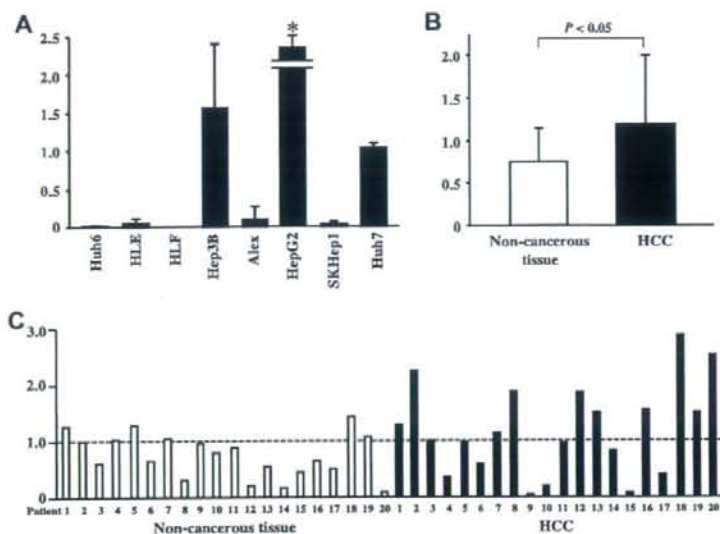 A
*
2.5
2.0
1.5
1.0
0.5
0
Huh6 HLE HLF Hep3B Alex HepG2 SKHep1 Huh7
B
P < 0.05
2.0
1.5
1.0
0.5
0
Non-cancerous tissue HCC
C
3.0
2.0
1.0
0
Patient 1 2 3 4 5 6 7 8 9 10 11 12 13 14 15 16 17 18 19 20 1 2 3 4 5 6 7 8 9 10 11 12 13 14 15 16 17 18 19 20
Non-cancerous tissue HCC